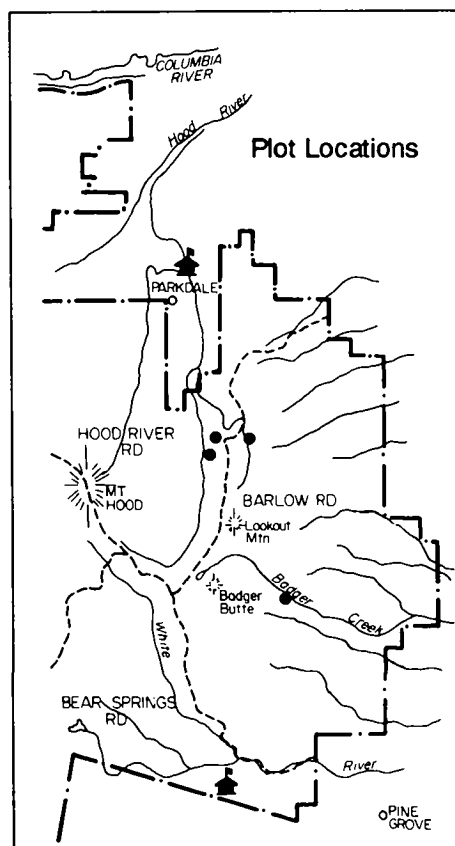 COLUMBIA
RIVER
Hood River
Plot Locations
PARKDALE
HOOD RIVER
RD
MT
HOOD
BARLOW RD
Lookout
Mtn
Badger
Butte
Badger Creek
White River
BEAR SPRINGS
RD
PINE
GROVE